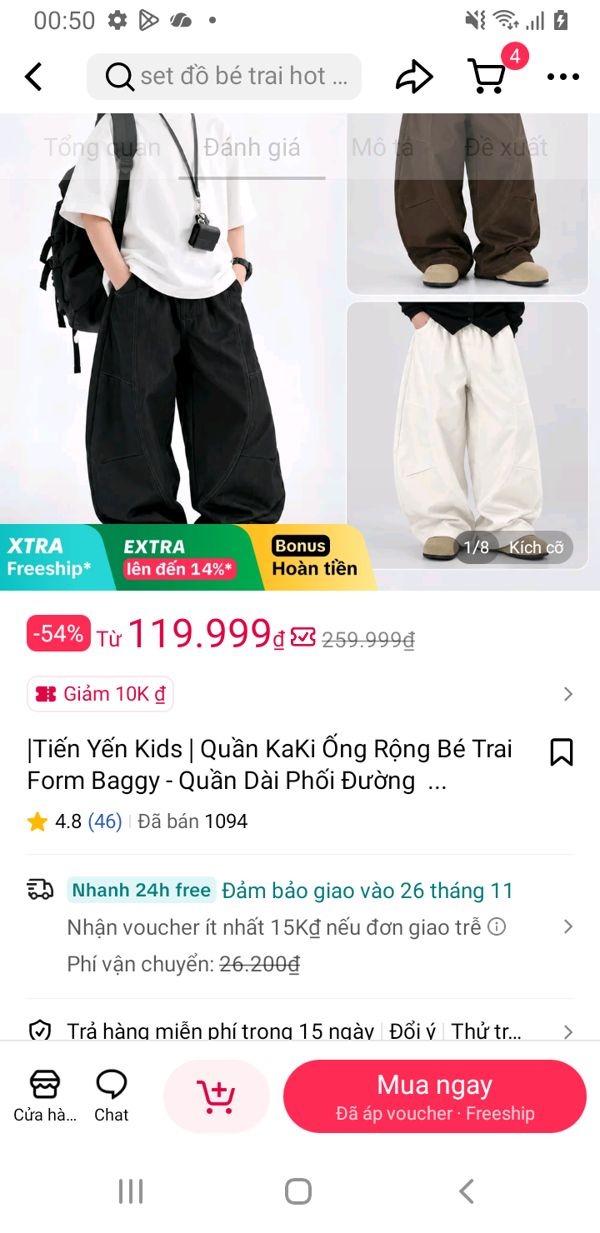 00:50
set đồ bé trai hot ...
4
Tổng quan Đánh giá Mô tả Đề xuất
XTRA
Freeship*
EXTRA
lên đến 14%*
Bonus
Hoàn tiền
1/8 Kích cỡ
-54% Từ 119.999₫ 259.999₫
Giảm 10K ₫
|Tiến Yến Kids | Quần KaKi Ống Rộng Bé Trai
Form Baggy - Quần Dài Phối Đường ...
4.8 (46) Đã bán 1094
Nhanh 24h free Đảm bảo giao vào 26 tháng 11
Nhận voucher ít nhất 15K₫ nếu đơn giao trễ
Phí vận chuyển: 26.200₫
Trả hàng miễn phí trong 15 ngày Đổi ý Thử tr...
Cửa hà...
Chat
Mua ngay
Đã áp voucher · Freeship